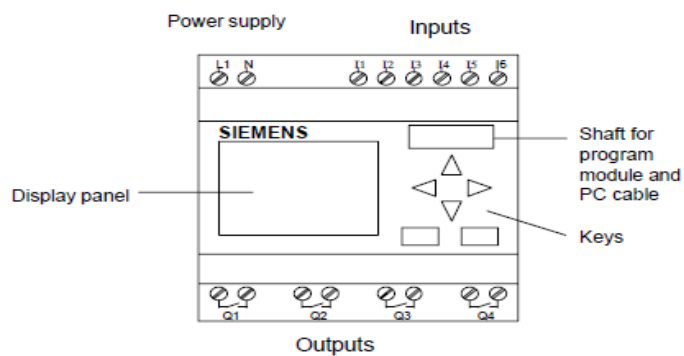 Power supply
Inputs
L1 N I1 I2 I3 I4 I5 I6
SIEMENS
Shaft for
program
module and
PC cable
Display panel
Keys
Q1 Q2 Q3 Q4
Outputs